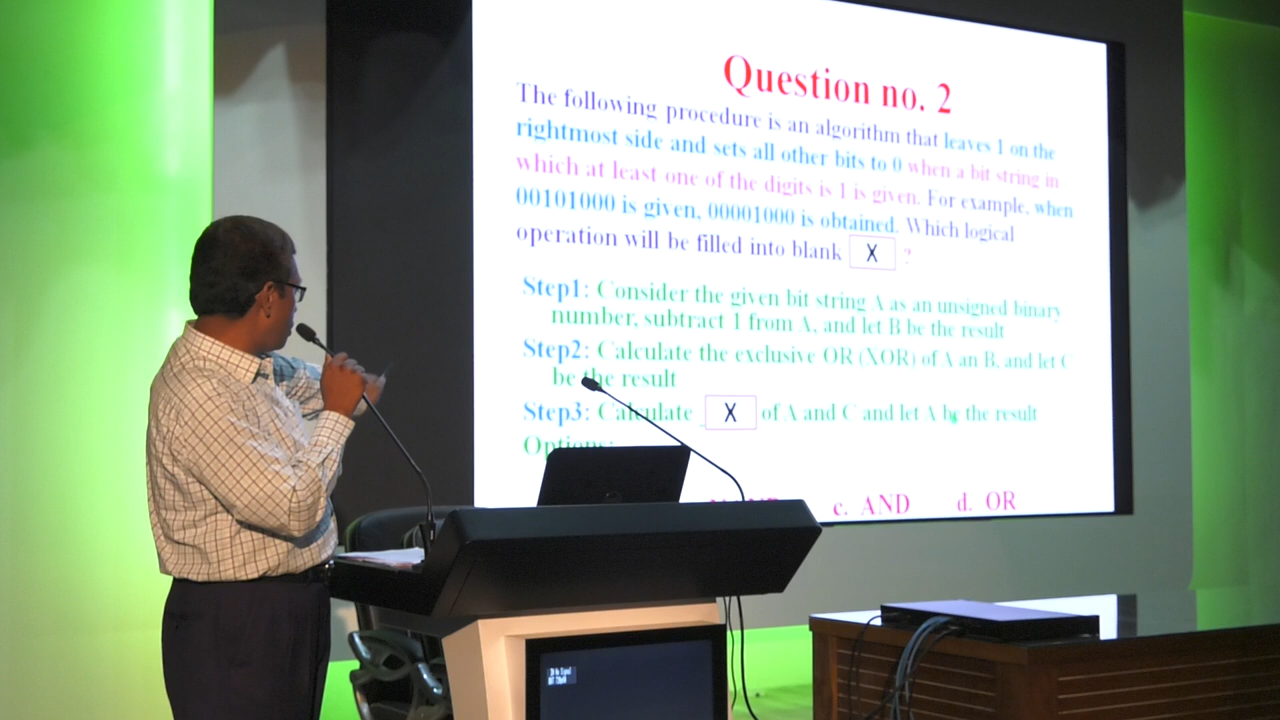 Question no. 2
The following procedure is an algorithm that leaves 1 on the
rightmost side and sets all other bits to 0 when a bit string in
which at least one of the digits is 1 is given. For example, when
00101000 is given, 00001000 is obtained. Which logical
operation will be filled into blank X ?
Step1: Consider the given bit string A as an unsigned binary
number, subtract 1 from A, and let B be the result
Step2: Calculate the exclusive OR (XOR) of A an B, and let C
be the result
Step3: Calculate X of A and C and let A be the result
Options:
c. AND d. OR